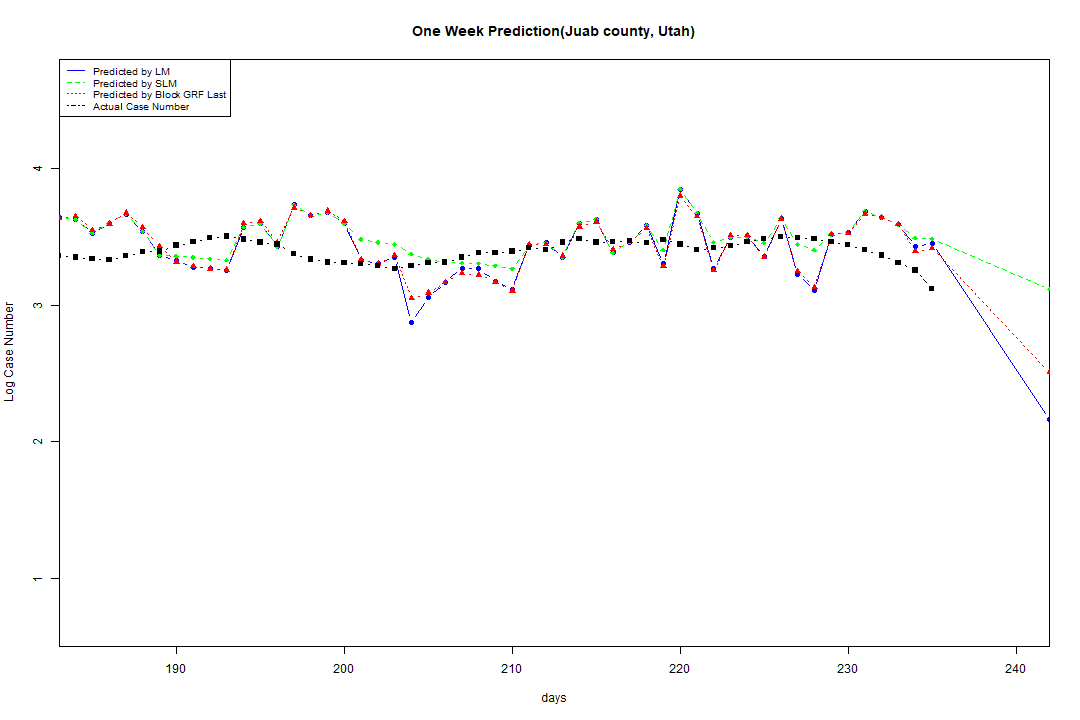 One Week Prediction(Juab county, Utah)
Predicted by LM
Predicted by SLM
Predicted by Block GRF Last
Actual Case Number
4
3
2
1
Log Case Number
190 200 210 220 230 240
days